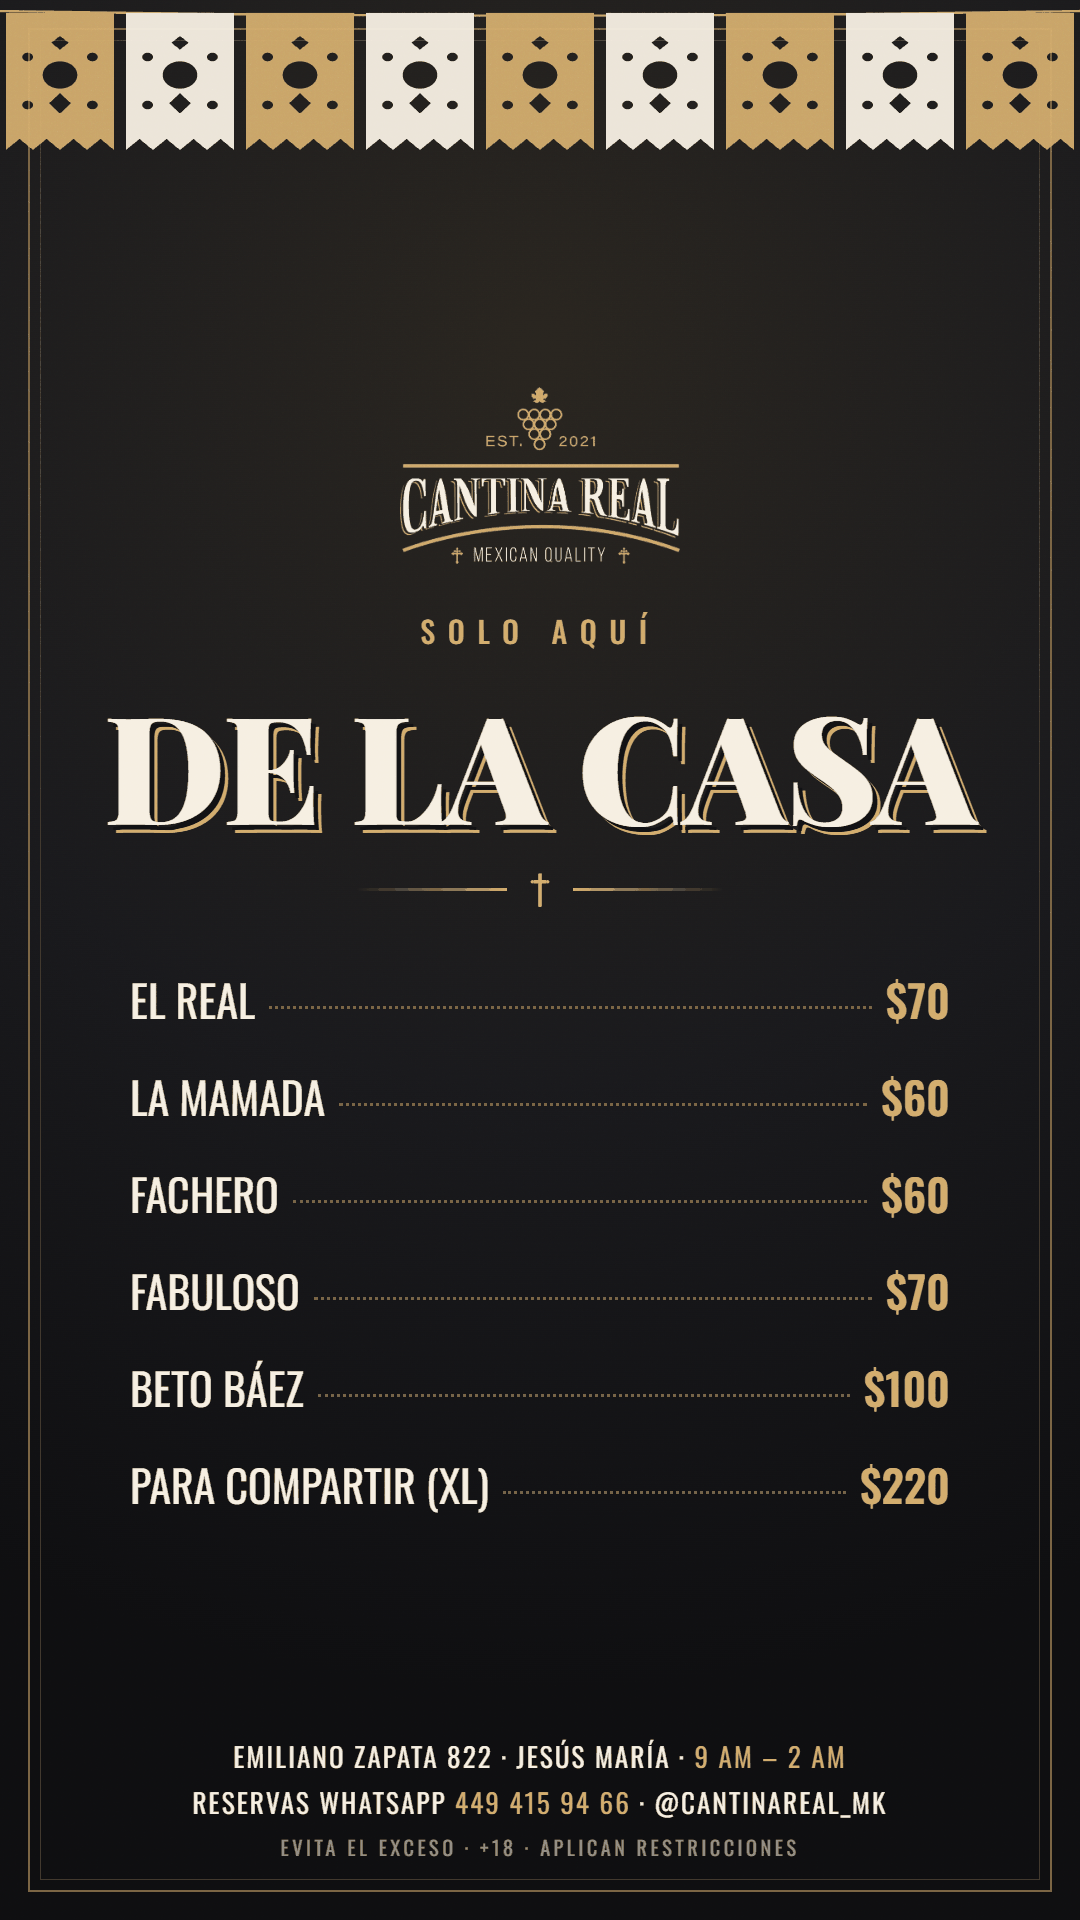 EST. 2021
CANTINA REAL
MEXICAN QUALITY
SOLO AQUÍ
DE LA CASA
EL REAL $70
LA MAMADA $60
FACHERO $60
FABULOSO $70
BETO BÁEZ $100
PARA COMPARTIR (XL) $220
EMILIANO ZAPATA 822 · JESÚS MARÍA · 9 AM – 2 AM
RESERVAS WHATSAPP 449 415 94 66 · @CANTINAREAL_MK
EVITA EL EXCESO · +18 · APLICAN RESTRICCIONES